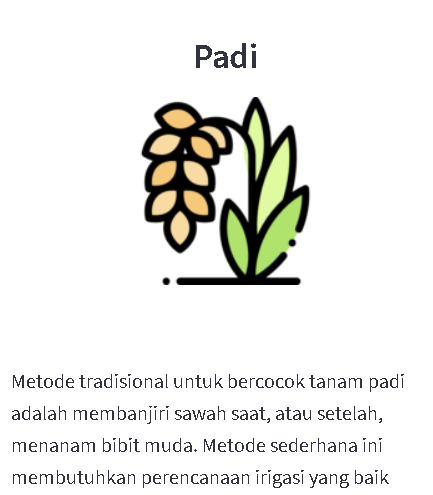 Padi
Metode tradisional untuk bercocok tanam padi
adalah membanjiri sawah saat, atau setelah,
menanam bibit muda. Metode sederhana ini
membutuhkan perencanaan irigasi yang baik